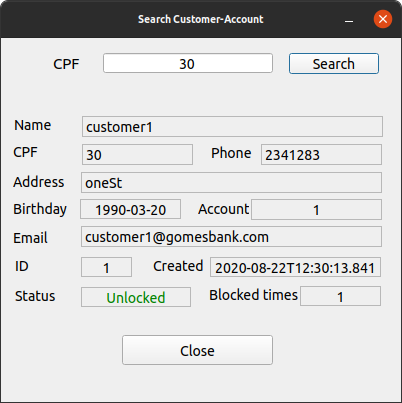 Search Customer-Account
CPF 30 Search
Name customer1
CPF 30 Phone 2341283
Address oneSt
Birthday 1990-03-20 Account 1
Email customer1@gomesbank.com
ID 1 Created 2020-08-22T12:30:13.841
Status Unlocked Blocked times 1
Close